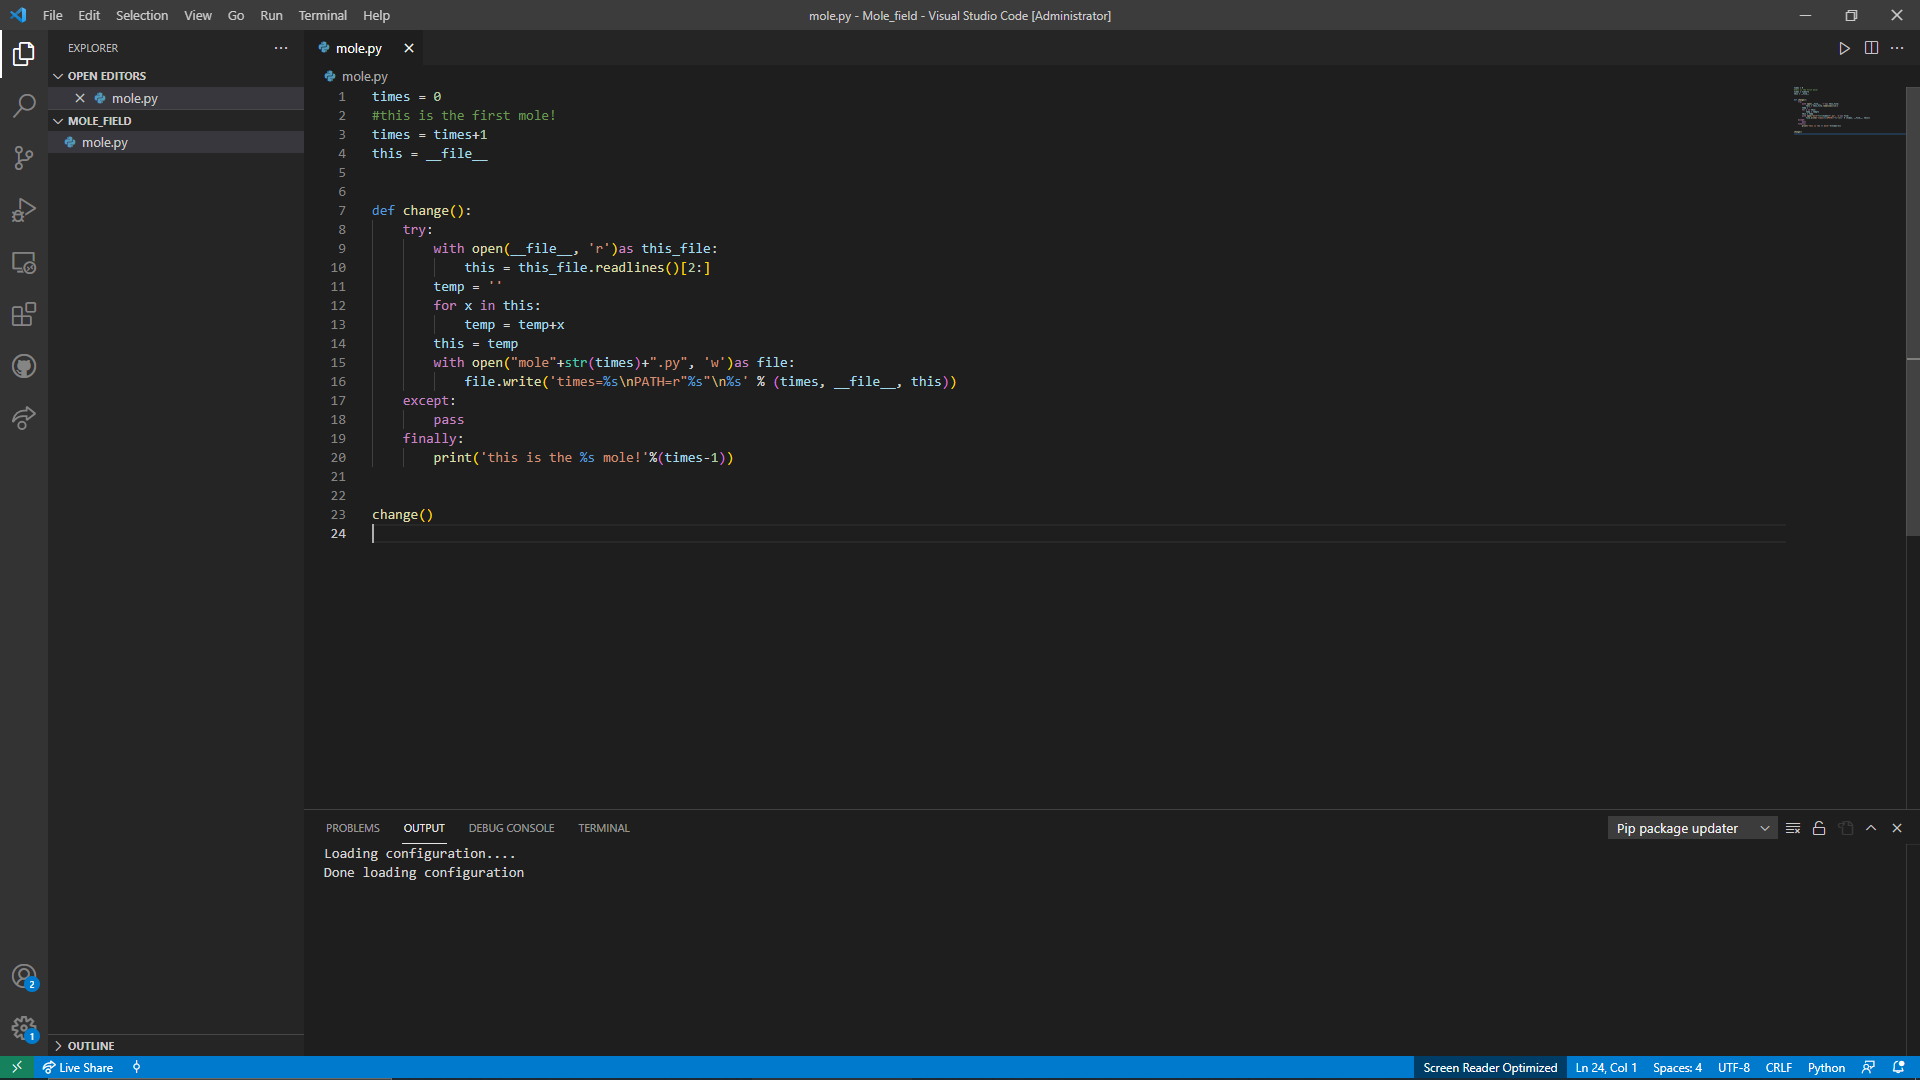 File Edit Selection View Go Run Terminal Help
mole.py - Mole_field - Visual Studio Code [Administrator]
EXPLORER
OPEN EDITORS
mole.py
MOLE_FIELD
mole.py
mole.py
mole.py
1 times = 0
2 #this is the first mole!
3 times = times+1
4 this = __file__
5
6
7 def change():
8     try:
9         with open(__file__, 'r')as this_file:
10             this = this_file.readlines()[2:]
11         temp = ''
12         for x in this:
13             temp = temp+x
14         this = temp
15         with open("mole"+str(times)+".py", 'w')as file:
16             file.write('times=%s\nPATH=r"%s"\n%s' % (times, __file__, this))
17     except:
18         pass
19     finally:
20         print('this is the %s mole!'%(times-1))
21
22
23 change()
24
PROBLEMS OUTPUT DEBUG CONSOLE TERMINAL
Pip package updater
Loading configuration....
Done loading configuration
2
1
OUTLINE
Live Share
Screen Reader Optimized Ln 24, Col 1 Spaces: 4 UTF-8 CRLF Python